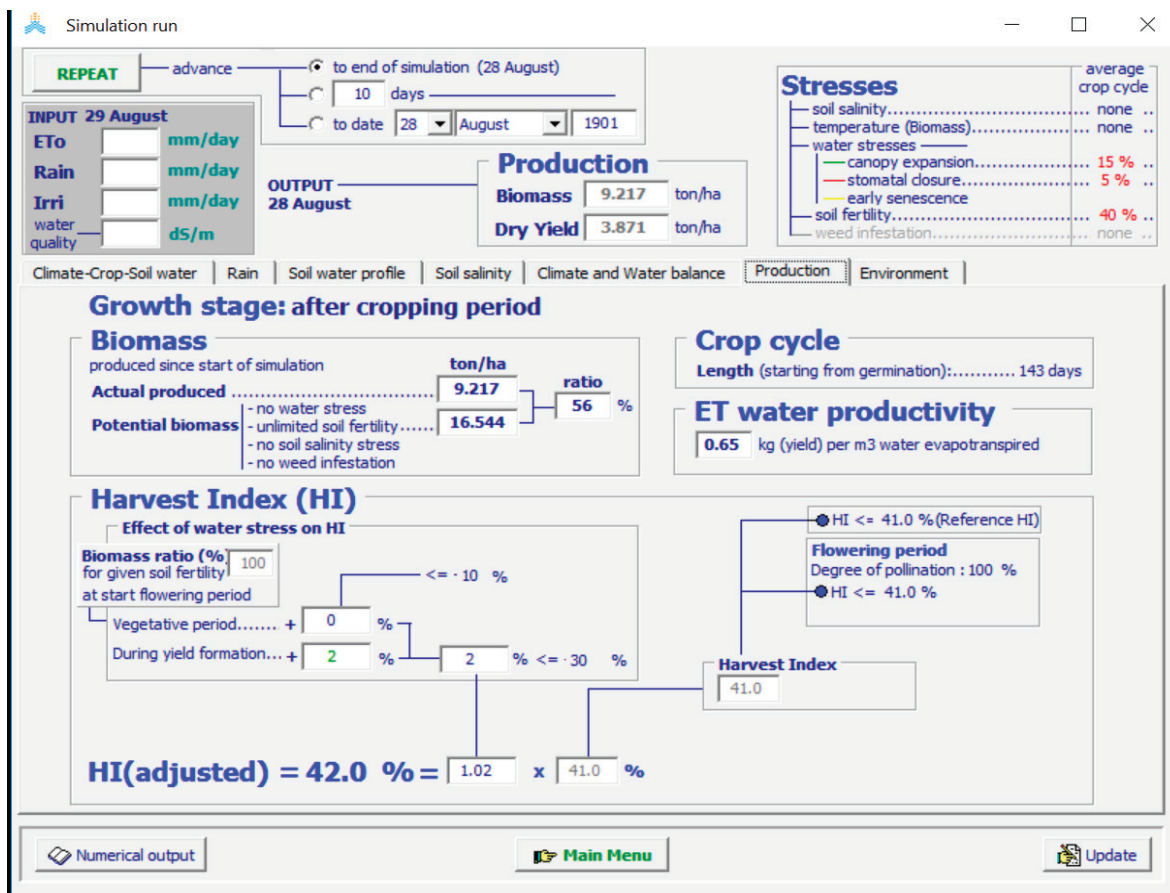 Simulation run
REPEAT
advance
to end of simulation (28 August)
10 days
to date 28 August 1901
INPUT 29 August
ETo mm/day
Rain mm/day
Irri mm/day
water
quality dS/m
OUTPUT
28 August
Production
Biomass 9.217 ton/ha
Dry Yield 3.871 ton/ha
Stresses
average
crop cycle
soil salinity........................................ none ..
temperature (Biomass)..................... none ..
water stresses
canopy expansion.................... 15 % ..
stomatal closure...................... 5 % ..
early senescence
soil fertility..................................... 40 % ..
weed infestation............................ none ..
Climate-Crop-Soil water Rain Soil water profile Soil salinity Climate and Water balance Production Environment
Growth stage: after cropping period
Biomass
produced since start of simulation ton/ha
Actual produced .................................... 9.217
ratio
56 %
Potential biomass
- no water stress
- unlimited soil fertility...... 16.544
- no soil salinity stress
- no weed infestation
Crop cycle
Length (starting from germination):........... 143 days
ET water productivity
0.65 kg (yield) per m3 water evapotranspired
Harvest Index (HI)
Effect of water stress on HI
Biomass ratio (%)
for given soil fertility 100
at start flowering period
<= · 10 %
Vegetative period....... + 0 %
During yield formation... + 2 % 2 % <= · 30 %
HI <= 41.0 %(Reference HI)
Flowering period
Degree of pollination : 100 %
HI <= 41.0 %
Harvest Index
41.0
HI(adjusted) = 42.0 % = 1.02 x 41.0 %
Numerical output
Main Menu
Update